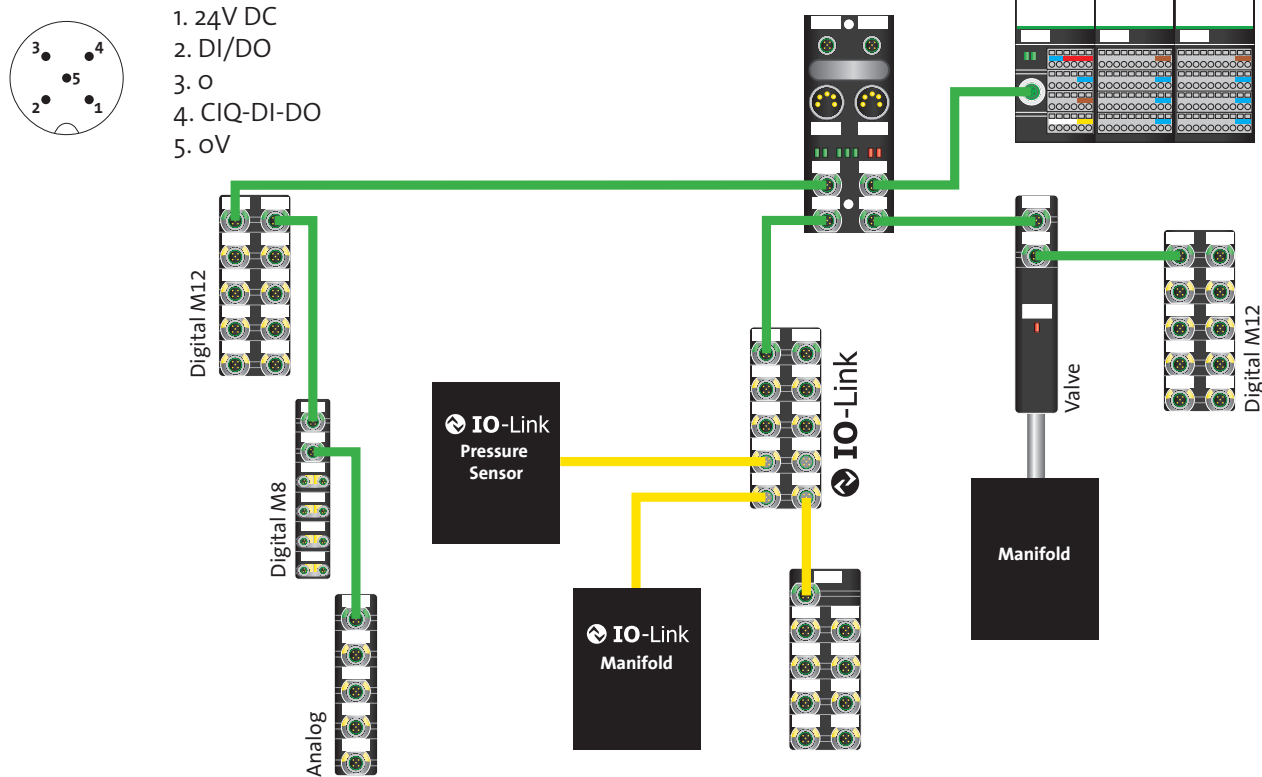 1. 24V DC
2. DI/DO
3. 0
4. CIQ-DI-DO
5. 0V
3
4
5
2
1
Digital M12
Digital M8
Analog
IO-Link
Pressure
Sensor
IO-Link
Manifold
IO-Link
Valve
Manifold
Digital M12